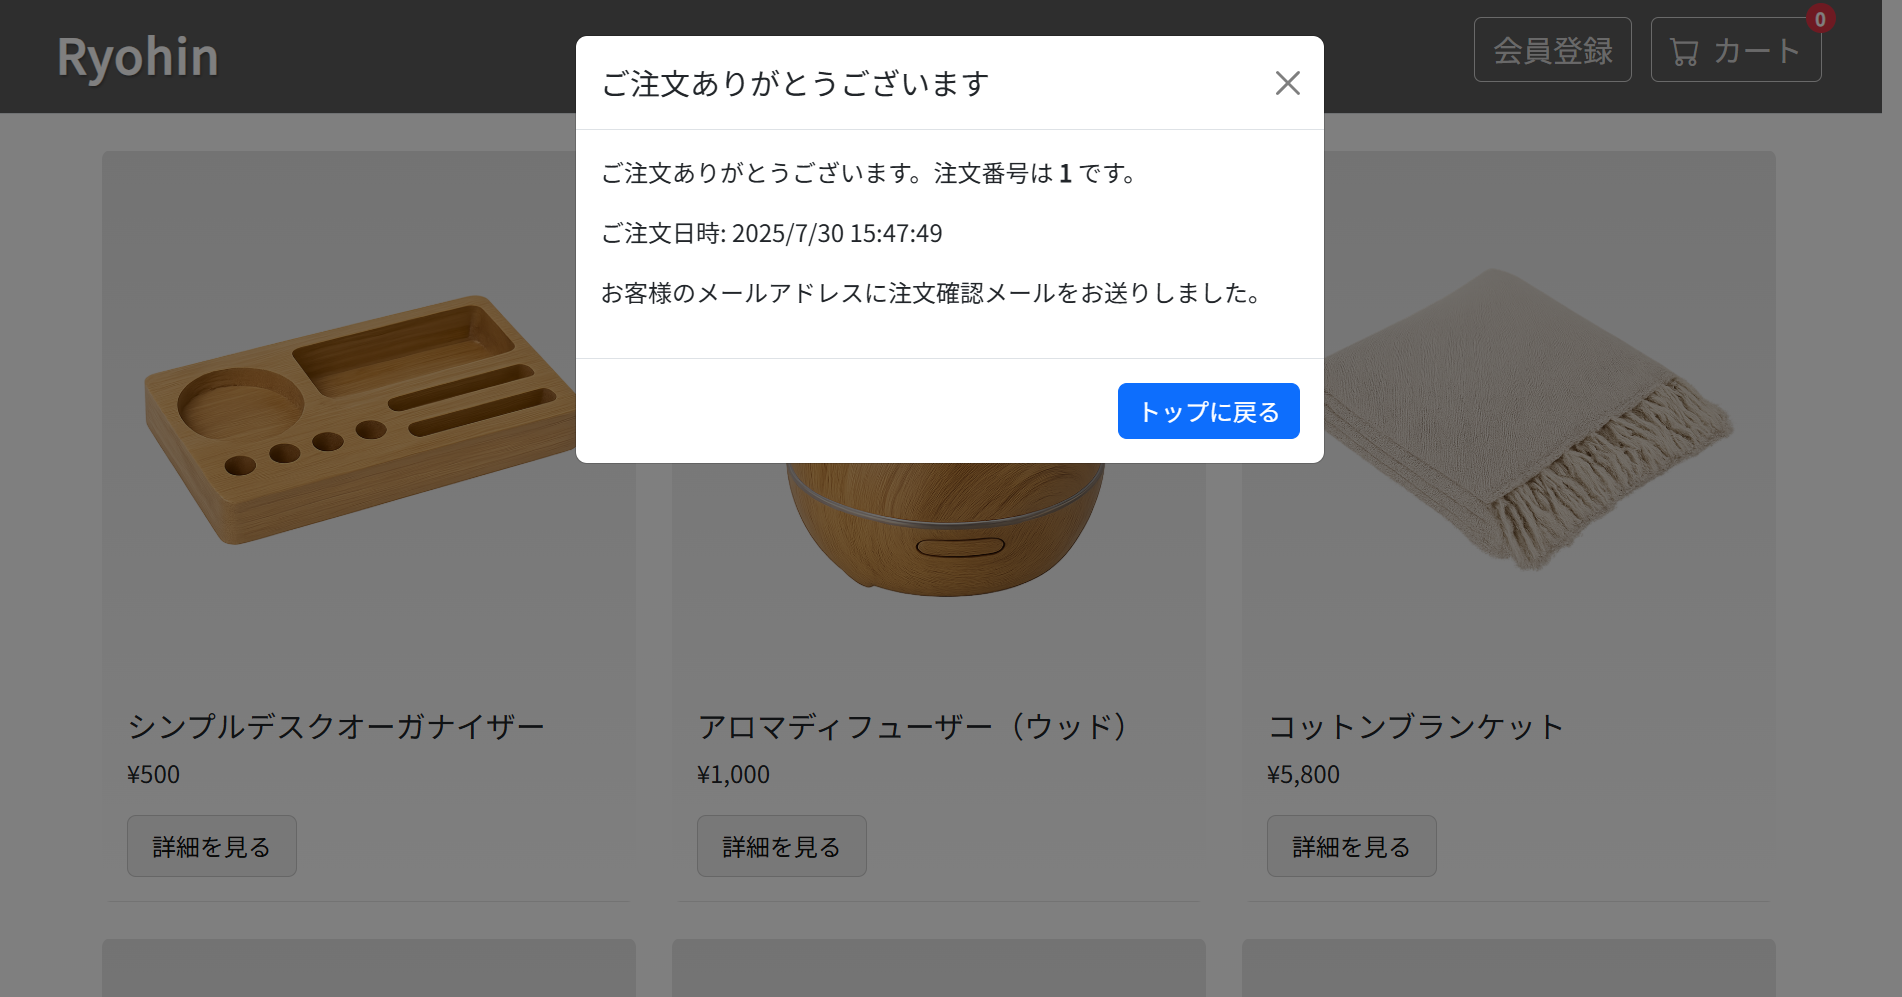 Ryohin
会員登録
カート
0
ご注文ありがとうございます
ご注文ありがとうございます。注文番号は 1 です。
ご注文日時: 2025/7/30 15:47:49
お客様のメールアドレスに注文確認メールをお送りしました。
トップに戻る
シンプルデスクオーガナイザー
¥500
詳細を見る
アロマディフューザー（ウッド）
¥1,000
詳細を見る
コットンブランケット
¥5,800
詳細を見る